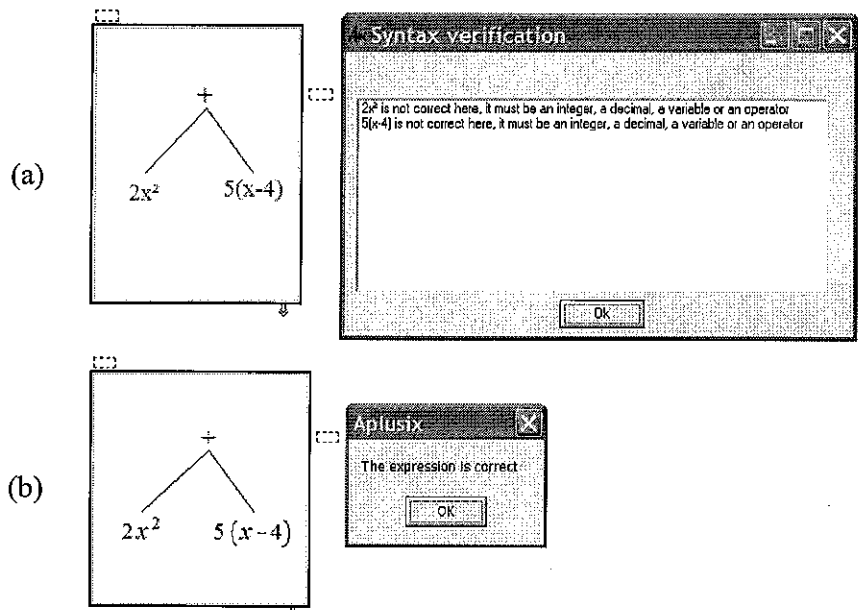 (a)
+
2x² 5(x-4)
Syntax verification
2x² is not correct here, it must be an integer, a decimal, a variable or an operator
5(x-4) is not correct here, it must be an integer, a decimal, a variable or an operator
Ok
(b)
+
2x² 5(x-4)
Aplusix
The expression is correct
OK